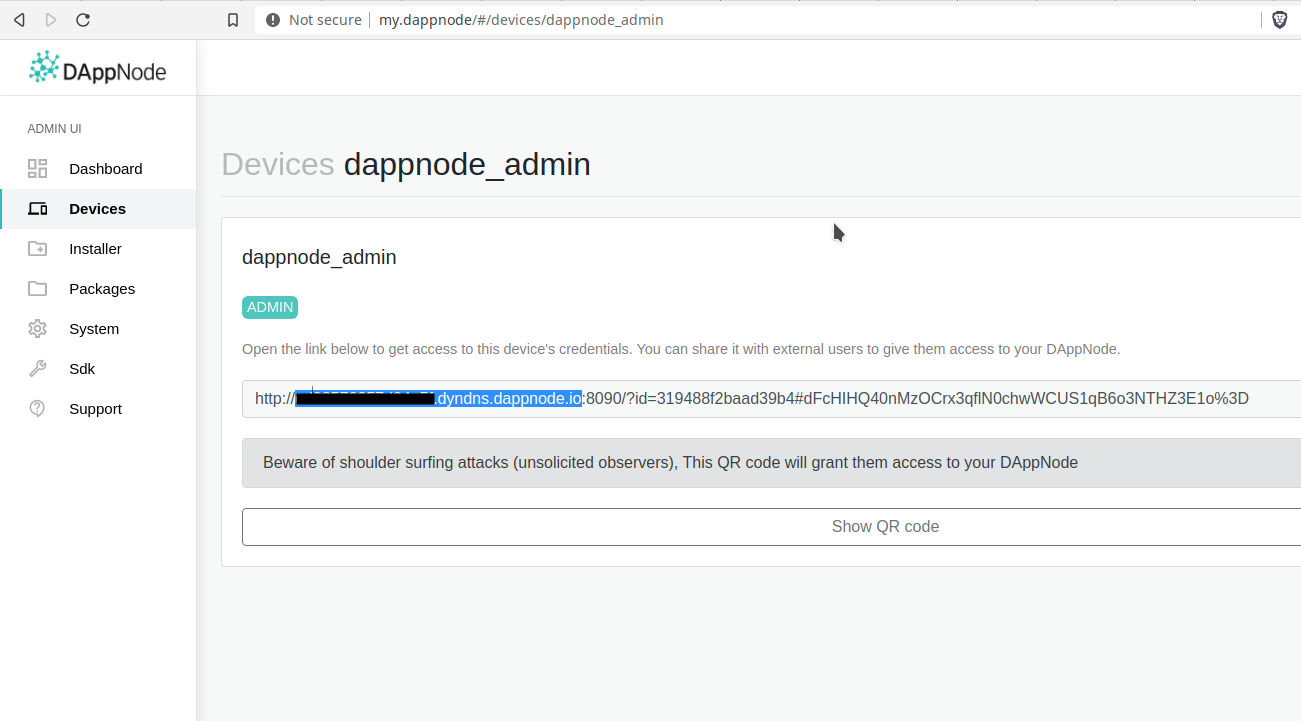 Not secure my.dappnode/#/devices/dappnode_admin
DAppNode
ADMIN UI
Dashboard
Devices
Installer
Packages
System
Sdk
Support
Devices dappnode_admin
dappnode_admin
ADMIN
Open the link below to get access to this device's credentials. You can share it with external users to give them access to your DAppNode.
http://.dyndns.dappnode.io:8090/?id=319488f2baad39b4#dFcHIHQ40nMzOCrx3qflN0chwWCUS1qB6o3NTHZ3E1o%3D
Beware of shoulder surfing attacks (unsolicited observers), This QR code will grant them access to your DAppNode
Show QR code